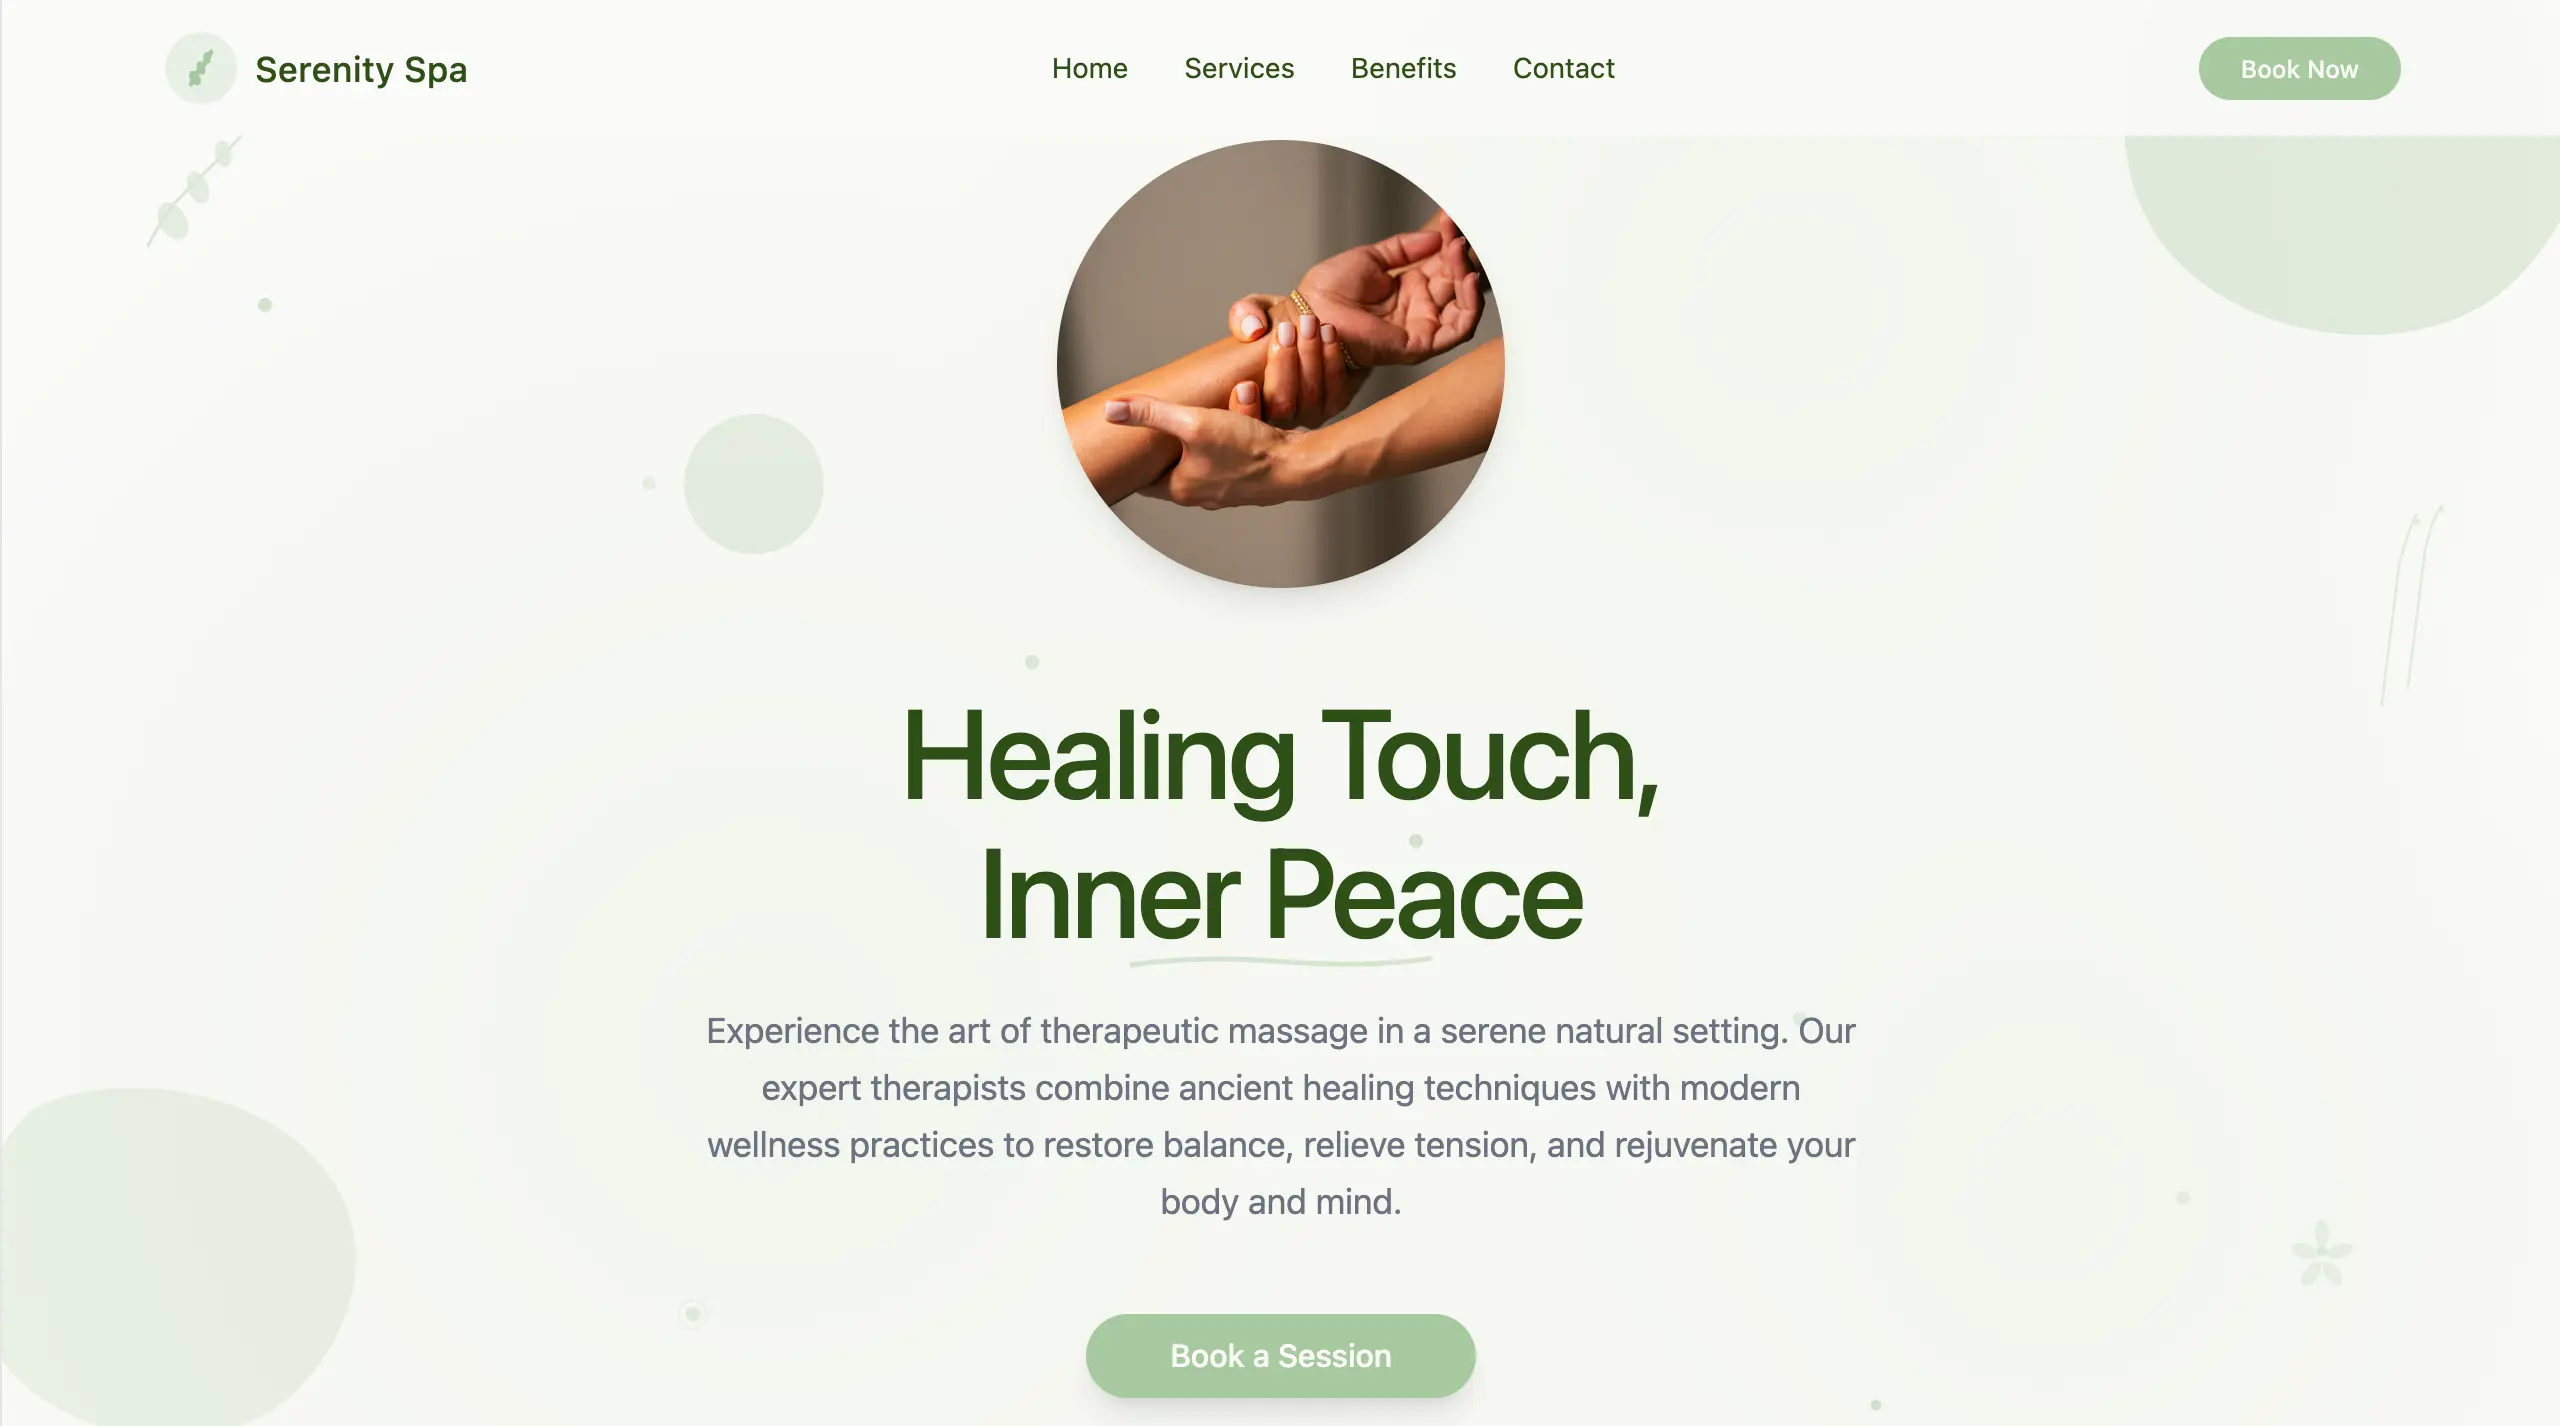 Serenity Spa
Home
Services
Benefits
Contact
Book Now
Healing Touch,
Inner Peace
Experience the art of therapeutic massage in a serene natural setting. Our
expert therapists combine ancient healing techniques with modern
wellness practices to restore balance, relieve tension, and rejuvenate your
body and mind.
Book a Session